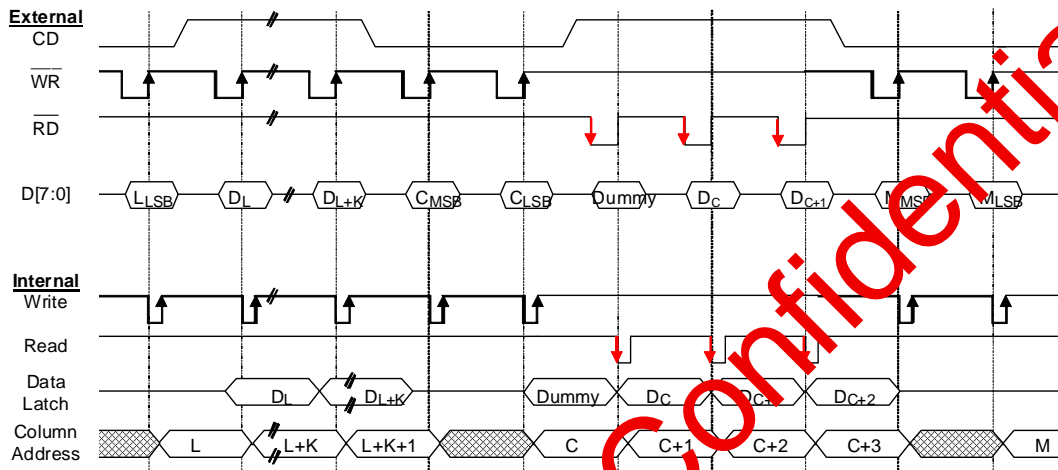 External
CD
WR
RD
D[7:0] LLSB DL DL+K CMSB CLSB Dummy DC DC+1 MMSB MLSB
Internal
Write
Read
Data Latch DL DL+K Dummy DC DC+1 DC+2
Column Address L L+K L+K+1 C C+1 C+2 C+3 M
Confidentia